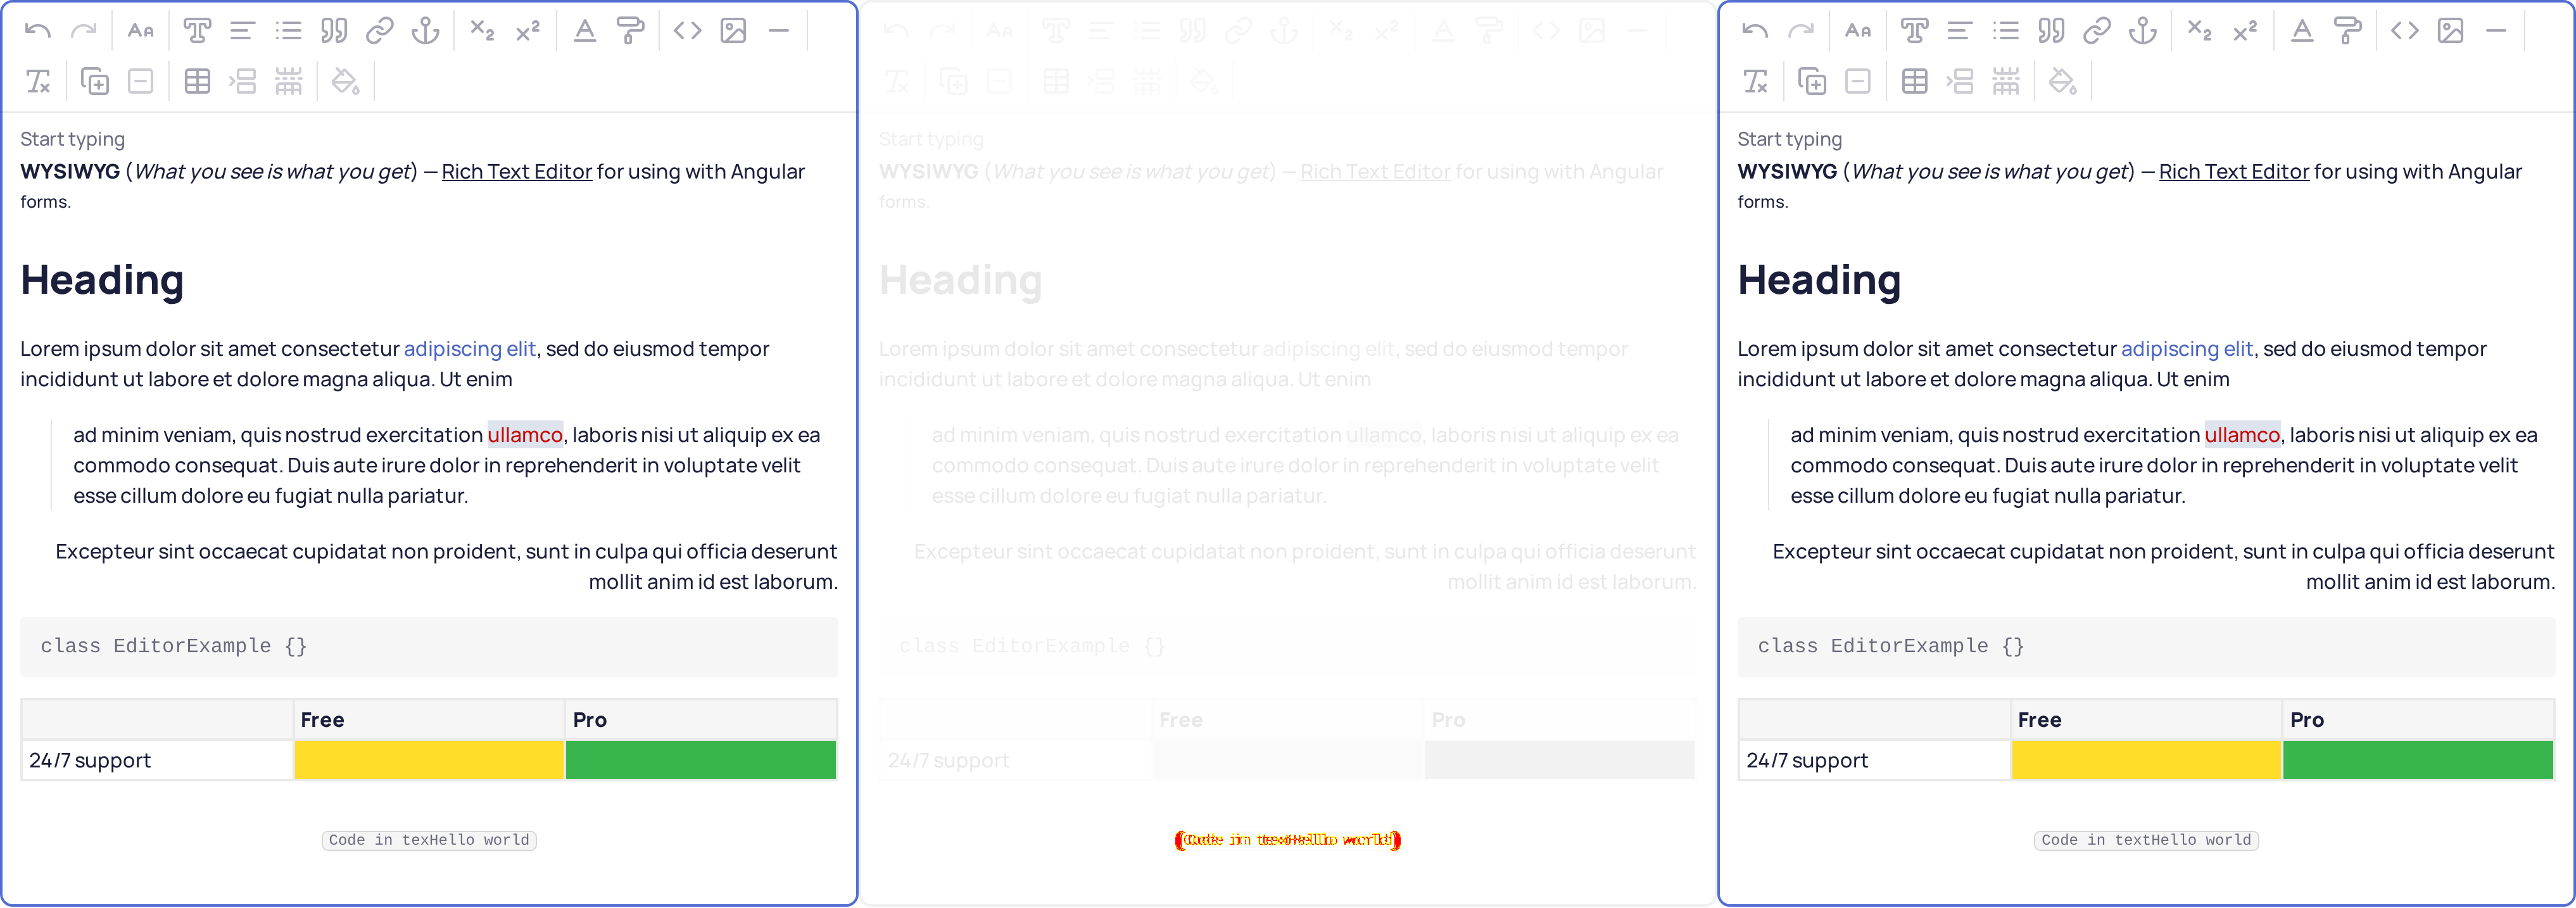 Start typing
WYSIWYG (What you see is what you get) — Rich Text Editor for using with Angular
forms.
Heading
Lorem ipsum dolor sit amet consectetur adipiscing elit, sed do eiusmod tempor
incididunt ut labore et dolore magna aliqua. Ut enim
ad minim veniam, quis nostrud exercitation ullamco, laboris nisi ut aliquip ex ea
commodo consequat. Duis aute irure dolor in reprehenderit in voluptate velit
esse cillum dolore eu fugiat nulla pariatur.
Excepteur sint occaecat cupidatat non proident, sunt in culpa qui officia deserunt
mollit anim id est laborum.
class EditorExample {}
Free Pro
24/7 support
Code in texHello world
Start typing
WYSIWYG (What you see is what you get) — Rich Text Editor for using with Angular
forms.
Heading
Lorem ipsum dolor sit amet consectetur adipiscing elit, sed do eiusmod tempor
incididunt ut labore et dolore magna aliqua. Ut enim
ad minim veniam, quis nostrud exercitation ullamco, laboris nisi ut aliquip ex ea
commodo consequat. Duis aute irure dolor in reprehenderit in voluptate velit
esse cillum dolore eu fugiat nulla pariatur.
Excepteur sint occaecat cupidatat non proident, sunt in culpa qui officia deserunt
mollit anim id est laborum.
class EditorExample {}
Free Pro
24/7 support
Start typing
WYSIWYG (What you see is what you get) — Rich Text Editor for using with Angular
forms.
Heading
Lorem ipsum dolor sit amet consectetur adipiscing elit, sed do eiusmod tempor
incididunt ut labore et dolore magna aliqua. Ut enim
ad minim veniam, quis nostrud exercitation ullamco, laboris nisi ut aliquip ex ea
commodo consequat. Duis aute irure dolor in reprehenderit in voluptate velit
esse cillum dolore eu fugiat nulla pariatur.
Excepteur sint occaecat cupidatat non proident, sunt in culpa qui officia deserunt
mollit anim id est laborum.
class EditorExample {}
Free Pro
24/7 support
Code in textHello world